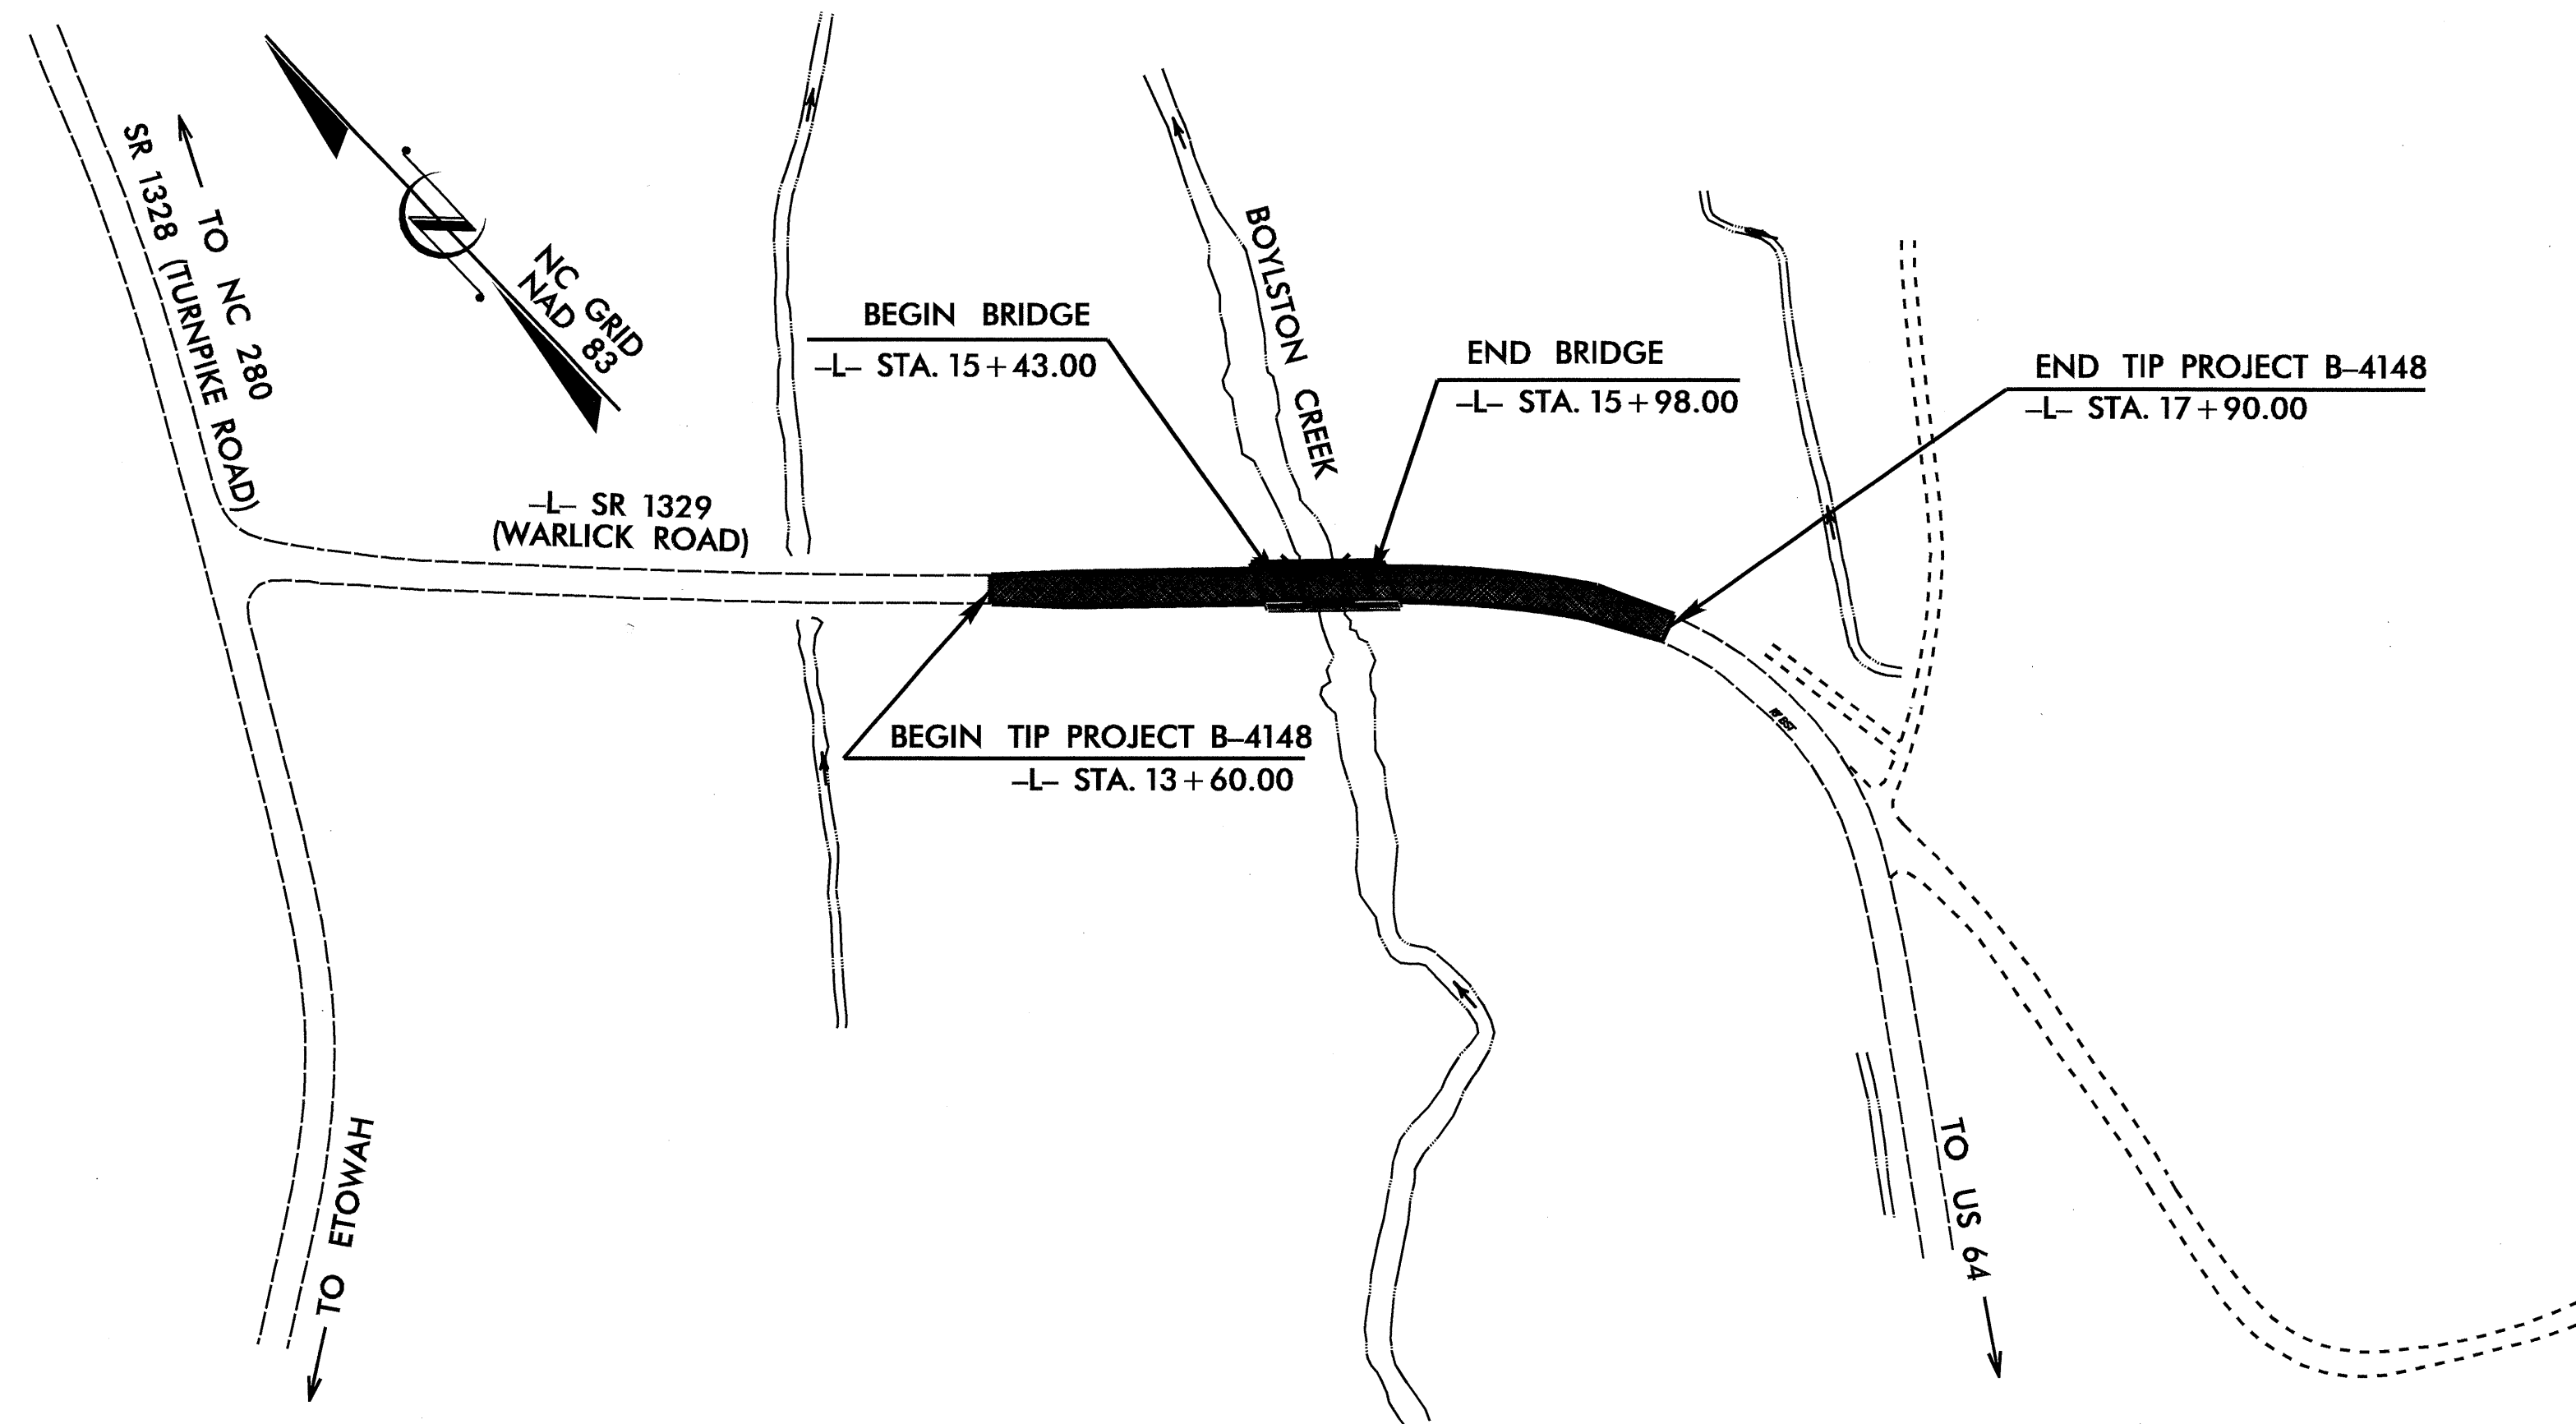 SR 1328 (TURNPIKE ROAD)
TO NC 280
NC GRID
NAD 83
BOYLSTON CREEK
BEGIN BRIDGE
-L- STA. 15+43.00
END BRIDGE
-L- STA. 15+98.00
END TIP PROJECT B-4148
-L- STA. 17+90.00
-L- SR 1329
(WARLICK ROAD)
BEGIN TIP PROJECT B-4148
-L- STA. 13+60.00
TO ETOWAH
TO US 64